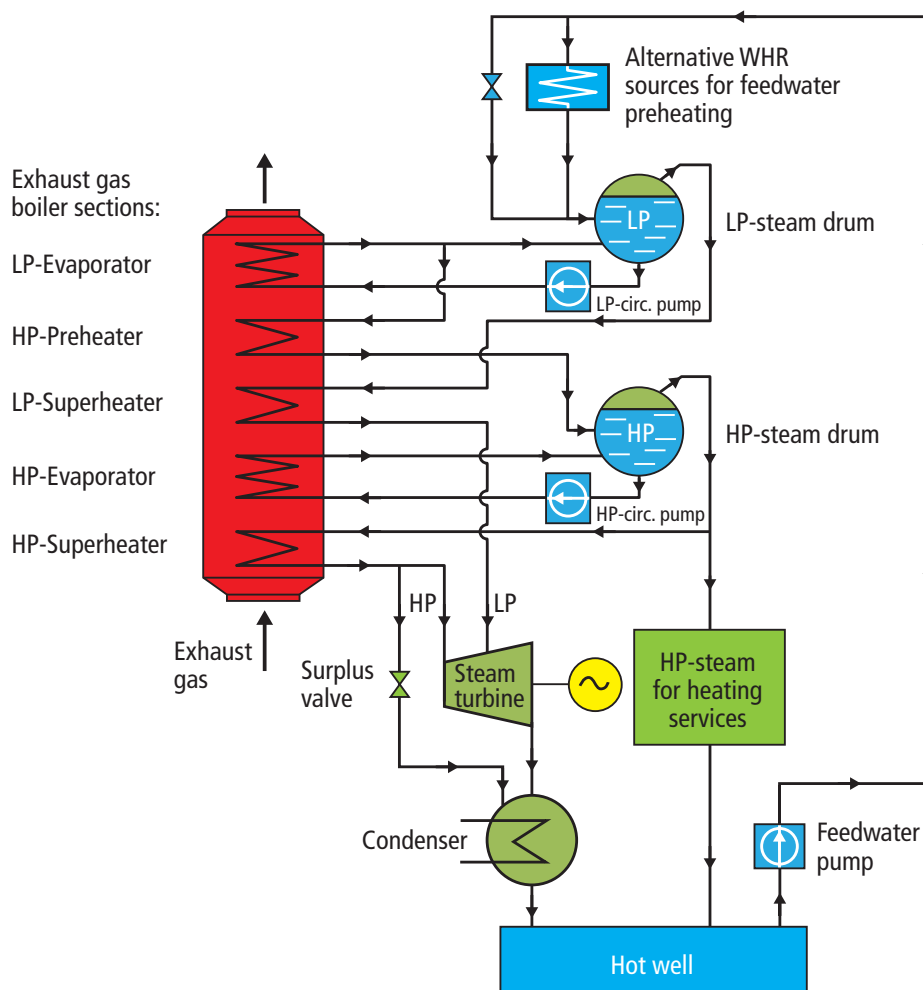 Alternative WHR
sources for feedwater
preheating
Exhaust gas
boiler sections:
LP
LP-steam drum
LP-Evaporator
LP-circ. pump
HP-Preheater
LP-Superheater
HP
HP-steam drum
HP-Evaporator
HP-circ. pump
HP-Superheater
HP
LP
Exhaust
gas
Surplus
valve
Steam
turbine
HP-steam
for heating
services
Condenser
Feedwater
pump
Hot well